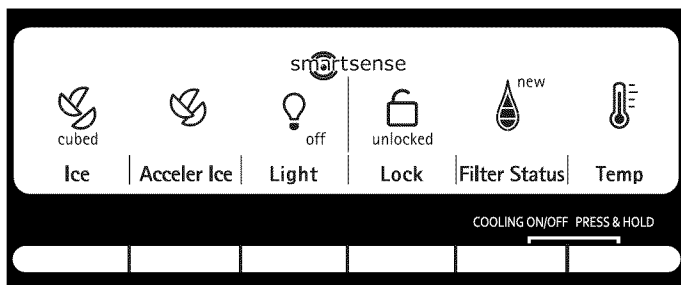 smartsense
new
cubed off unlocked
Ice Acceler Ice Light Lock Filter Status Temp
COOLING ON/OFF PRESS & HOLD